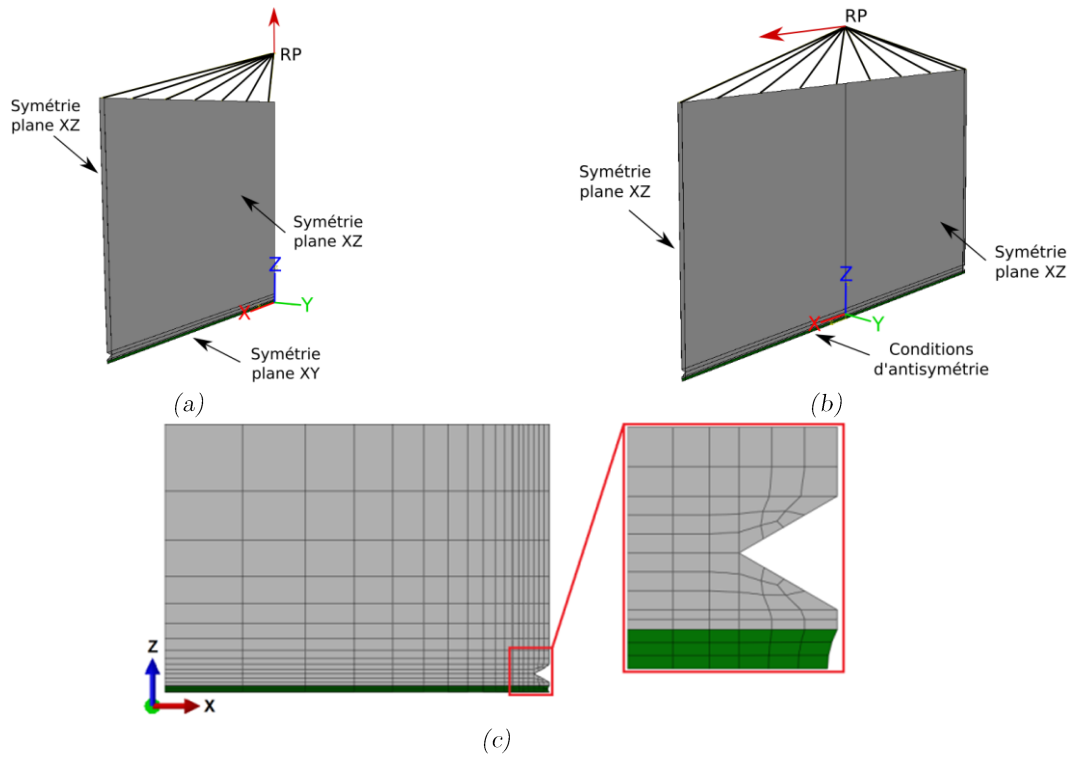 RP
Symétrie
plane XZ
Symétrie
plane XZ
Z
X
Y
Symétrie
plane XY
(a)
RP
Symétrie
plane XZ
Symétrie
plane XZ
Z
X
Y
Conditions
d'antisymétrie
(b)
Z
X
(c)